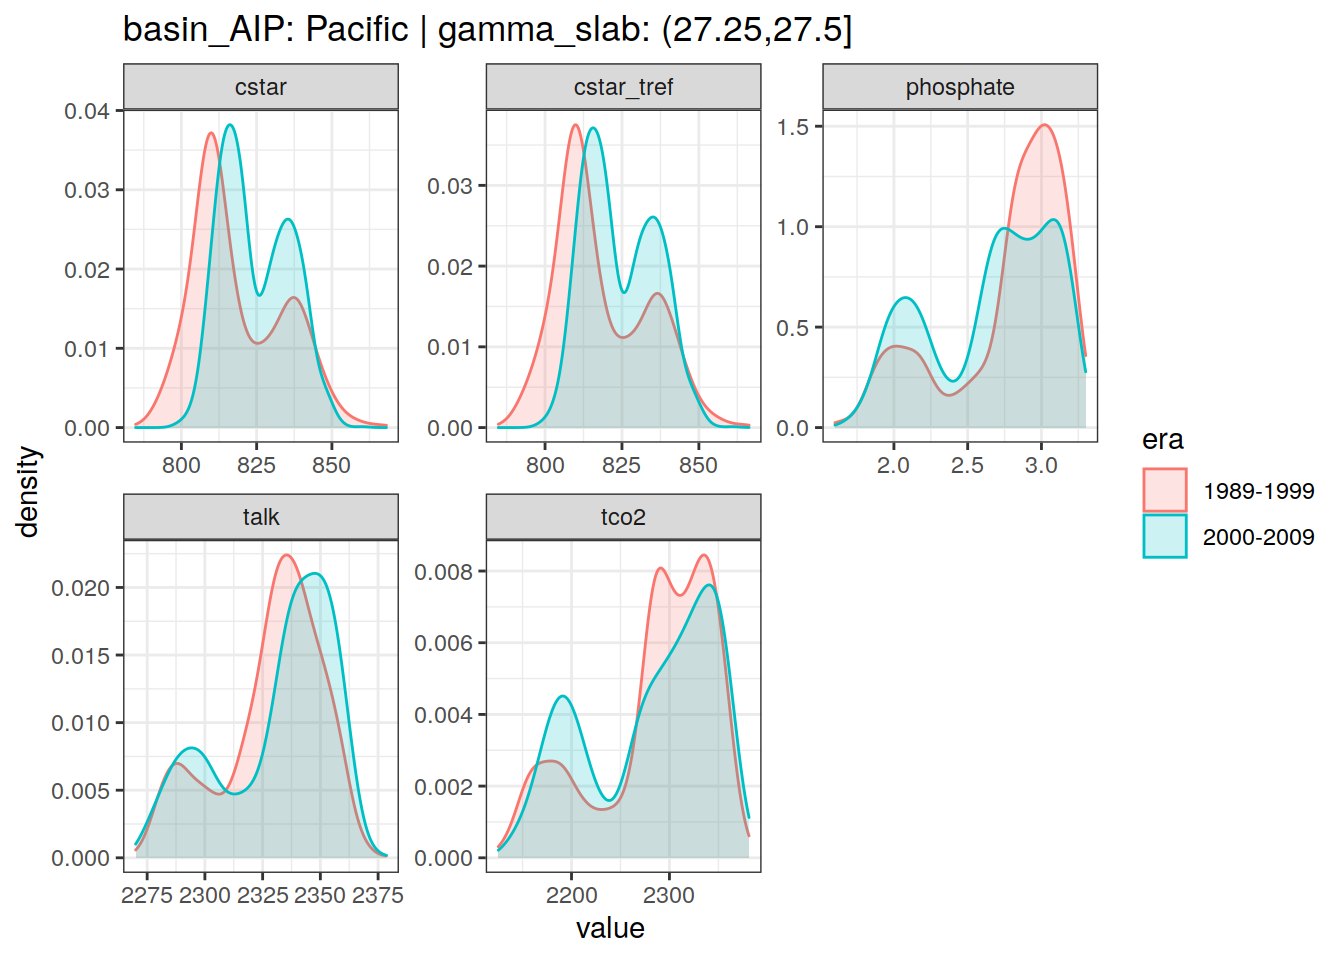 basin_AIP: Pacific | gamma_slab: (27.25,27.5]
cstar
cstar_tref
phosphate
0.04
0.03
0.02
0.01
0.00
800 825 850
0.03
0.02
0.01
0.00
800 825 850
1.5
1.0
0.5
0.0
2.0 2.5 3.0
density
talk
tco2
0.020
0.015
0.010
0.005
0.000
2275 2300 2325 2350 2375
0.008
0.006
0.004
0.002
0.000
2200 2300
value
era
1989-1999
2000-2009